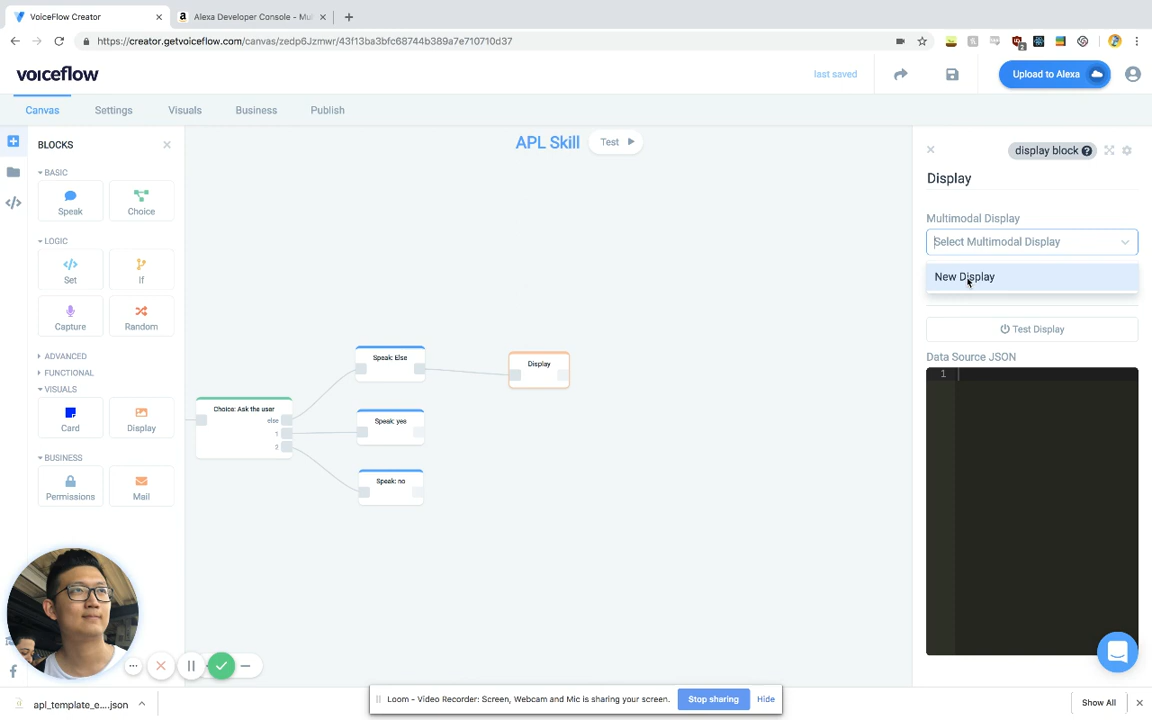 VoiceFlow Creator
Alexa Developer Console - Mul
https://creator.getvoiceflow.com/canvas/zedp6Jzmwr/43f13ba3bfc68744b389a7e710710d37
2
voiceflow
last saved
Upload to Alexa
Canvas
Settings
Visuals
Business
Publish
BLOCKS
BASIC
Speak
Choice
LOGIC
Set
If
Capture
Random
ADVANCED
FUNCTIONAL
VISUALS
Card
Display
BUSINESS
Permissions
Mail
APL Skill
Test
Choice: Ask the user
else
1
Speak: Else
Speak: yes
Speak: no
Display
display block
Display
Multimodal Display
Select Multimodal Display
New Display
Test Display
Data Source JSON
1
Loom – Video Recorder: Screen, Webcam and Mic is sharing your screen.
Stop sharing
Hide
apl_template_e....json
Show All